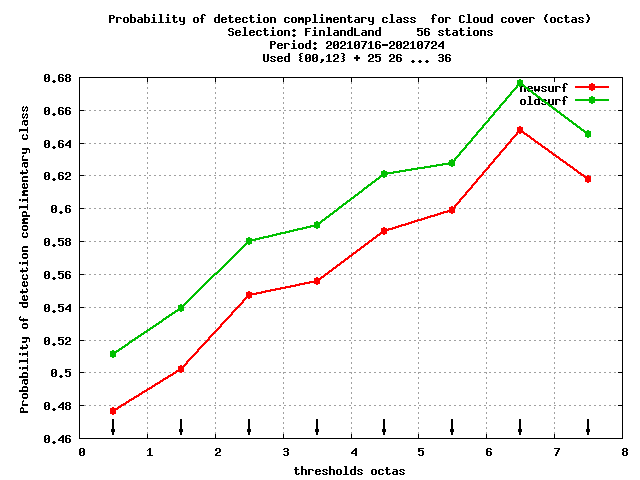 Probability of detection complimentary class  for Cloud cover (octas)
Selection: FinlandLand     56 stations
Period: 20210716-20210724
Used {00,12} + 25 26 ... 36
newsurf
oldsurf
Probability of detection complimentary class
0.68
0.66
0.64
0.62
0.6
0.58
0.56
0.54
0.52
0.5
0.48
0.46
0 1 2 3 4 5 6 7 8
thresholds octas